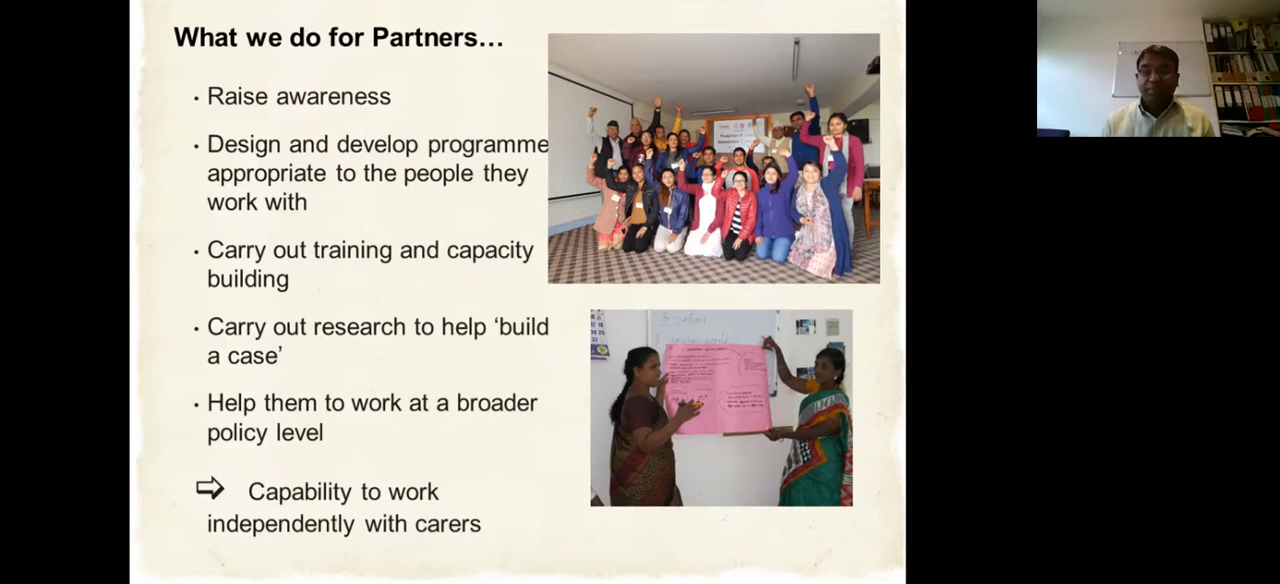 What we do for Partners…
• Raise awareness
• Design and develop programme
appropriate to the people they
work with
• Carry out training and capacity
building
• Carry out research to help ‘build
a case’
• Help them to work at a broader
policy level
⇨ Capability to work
independently with carers